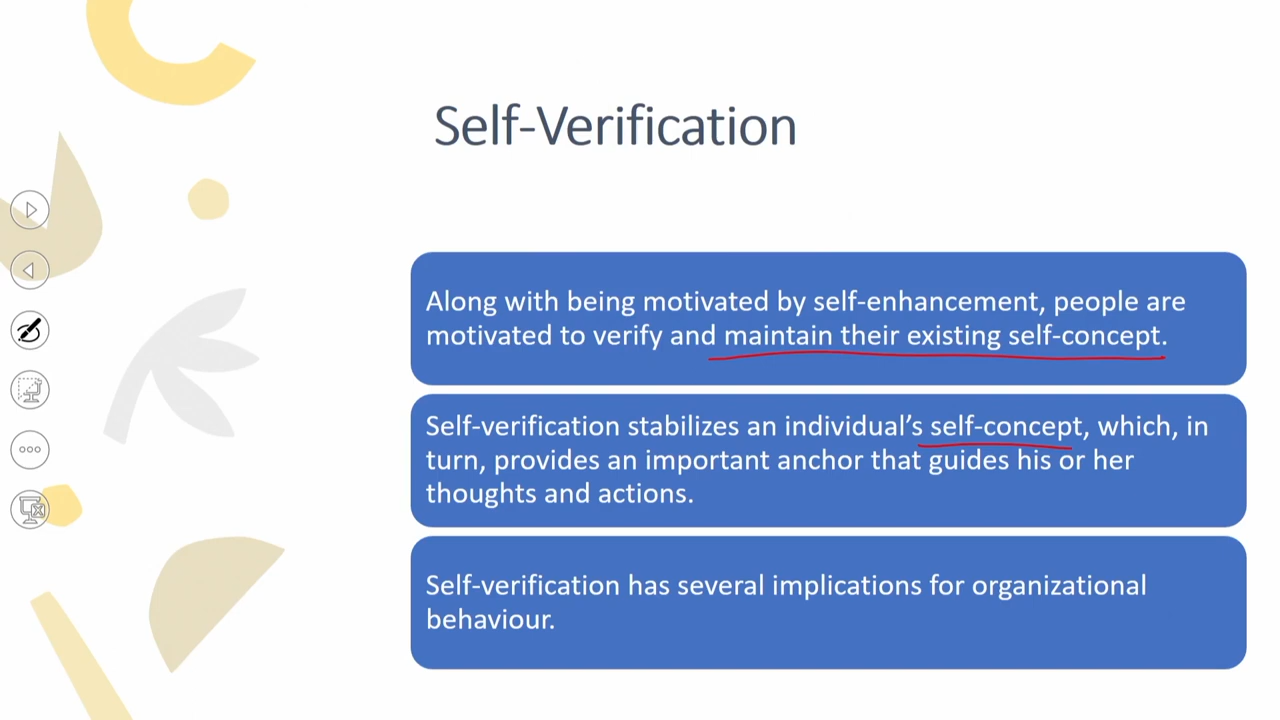 Self-Verification
Along with being motivated by self-enhancement, people are
motivated to verify and maintain their existing self-concept.
Self-verification stabilizes an individual’s self-concept, which, in
turn, provides an important anchor that guides his or her
thoughts and actions.
Self-verification has several implications for organizational
behaviour.